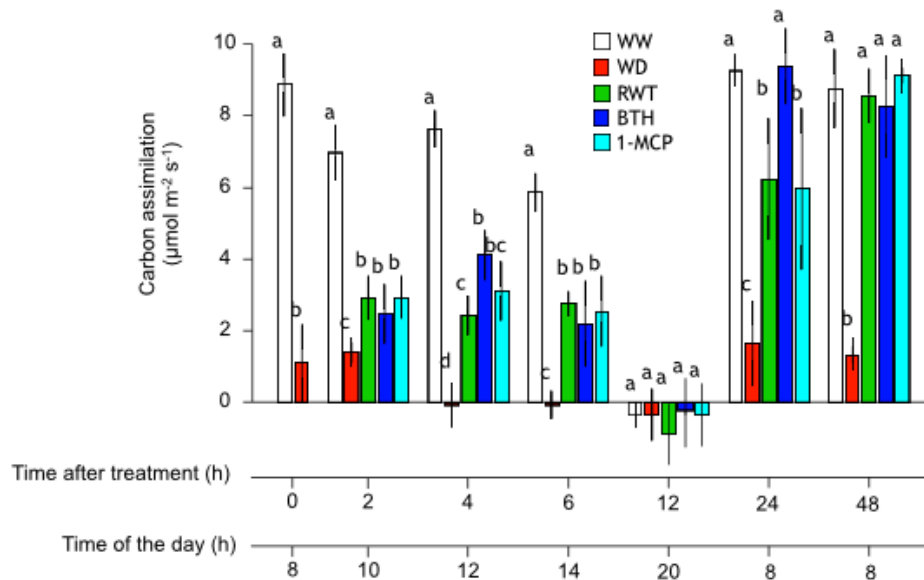 Carbon assimilation
(μmol m⁻² s⁻¹)
10
8
6
4
2
0
WW
WD
RWT
BTH
1-MCP
a
b
a
c
b
b
b
a
d
c
b
bc
a
c
b
b
b
a
a
a
a
a
a
c
b
a
b
a
b
a
a
a
Time after treatment (h)
0 2 4 6 12 24 48
Time of the day (h)
8 10 12 14 20 8 8